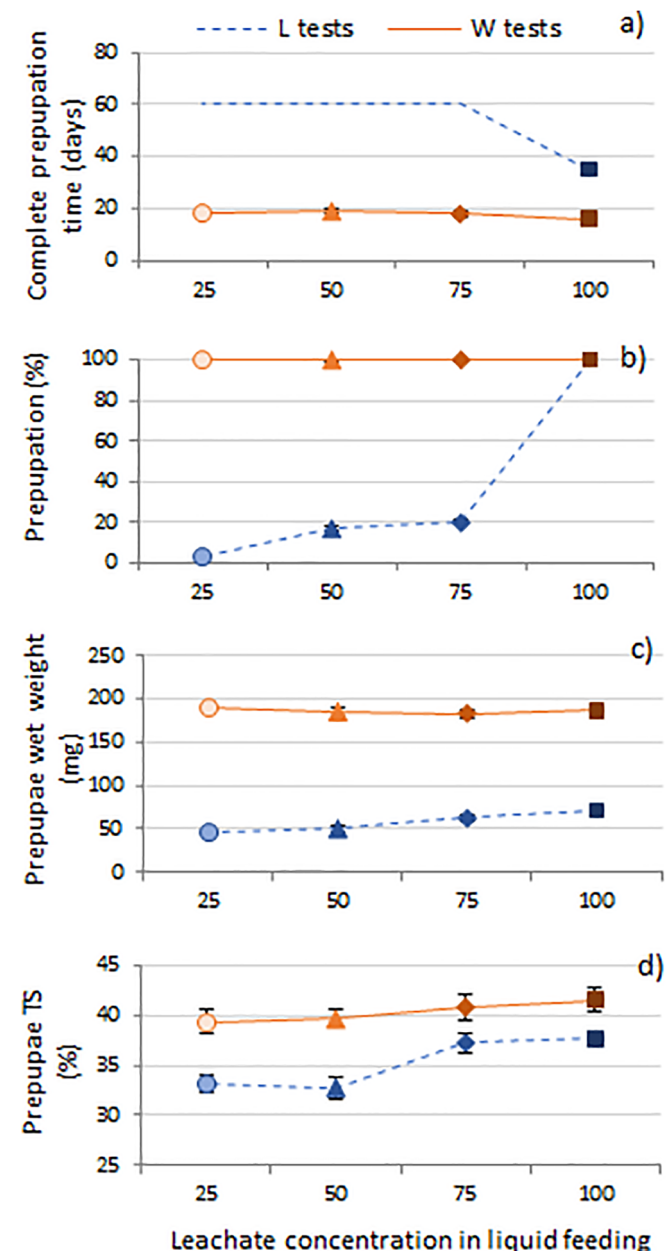 L tests W tests a)
Complete prepupation
time (days)
80
60
40
20
0
25 50 75 100
Prepupation (%)
b)
100
80
60
40
20
0
25 50 75 100
Prepupae wet weight
(mg)
c)
250
200
150
100
50
0
25 50 75 100
Prepupae TS
(%)
d)
45
40
35
30
25
25 50 75 100
Leachate concentration in liquid feeding